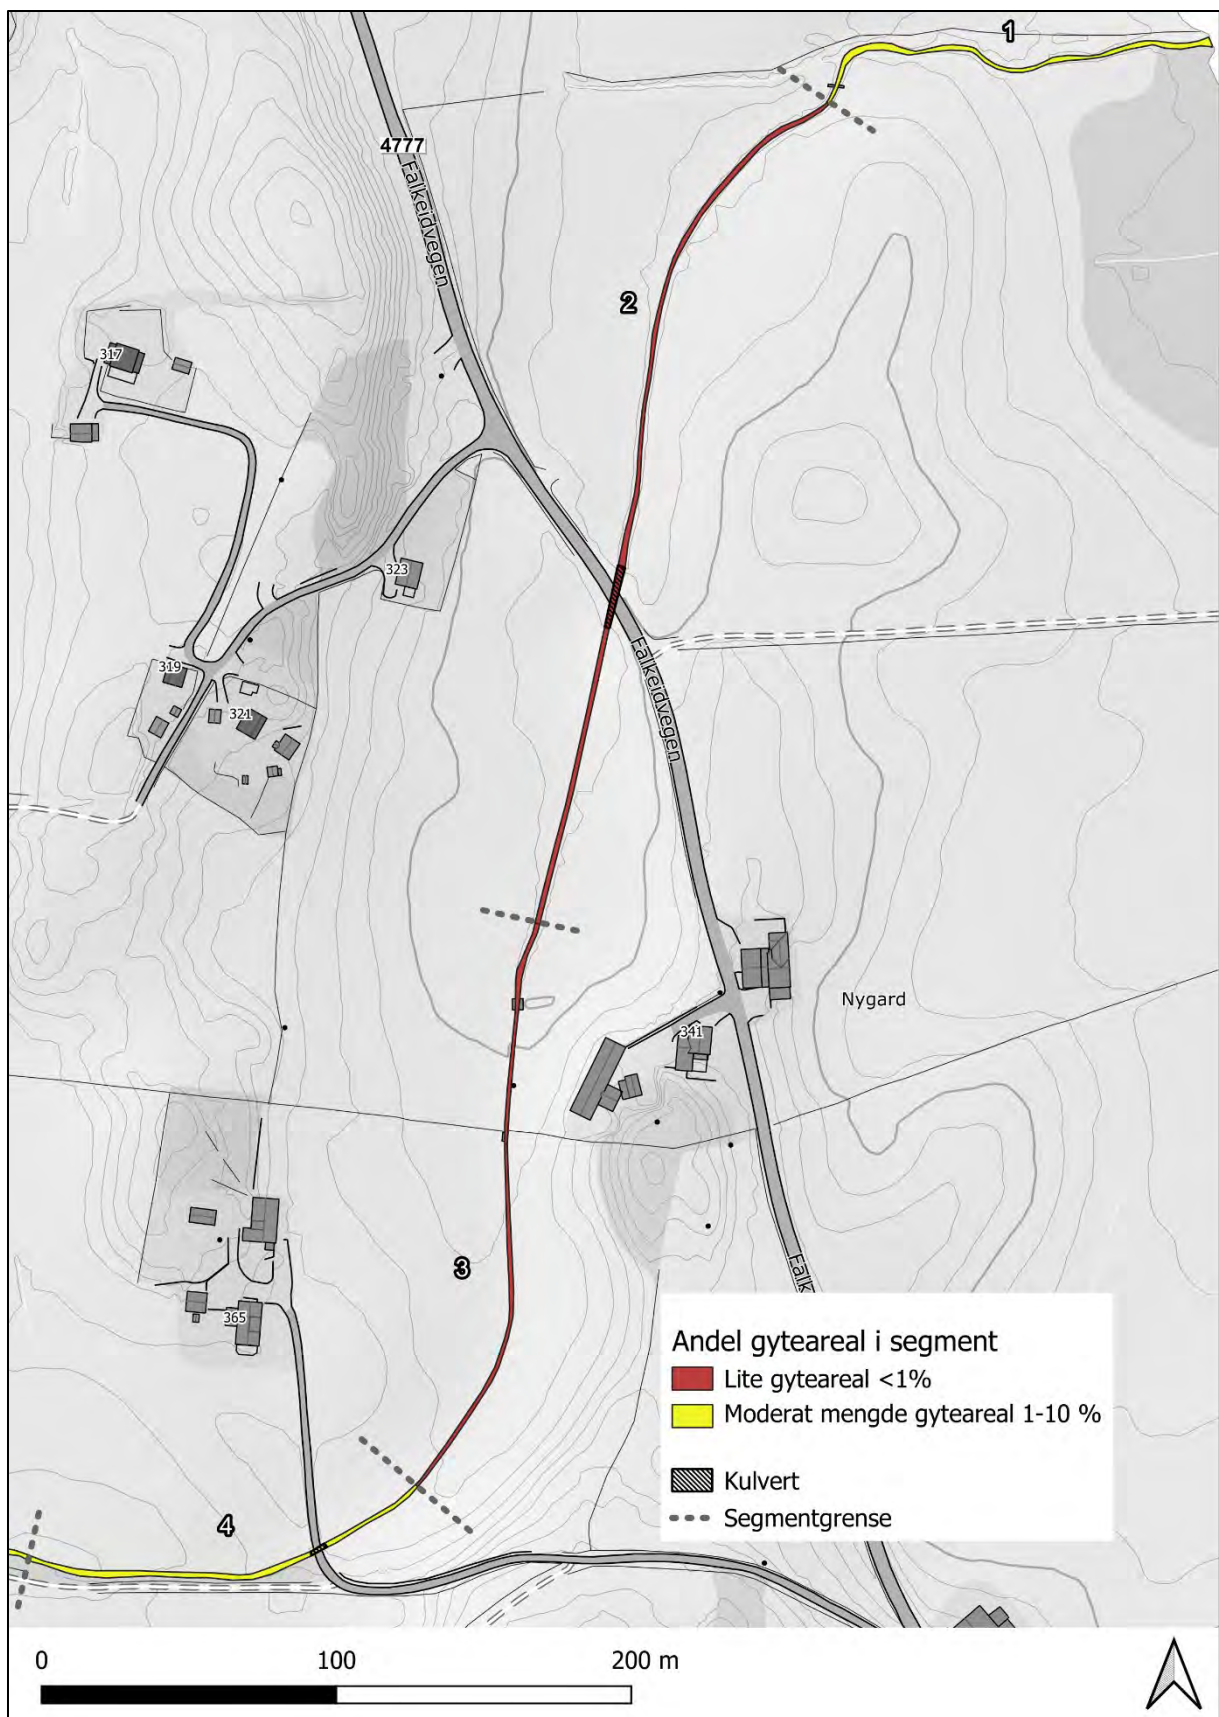 1
4777
Falkeidvegen
2
317
323
Falkeidvegen
319
321
Nygard
341
3
Falk
365
Andel gyteareal i segment
Lite gyteareal <1%
Moderat mengde gyteareal 1-10 %
Kulvert
Segmentgrense
4
0 100 200 m